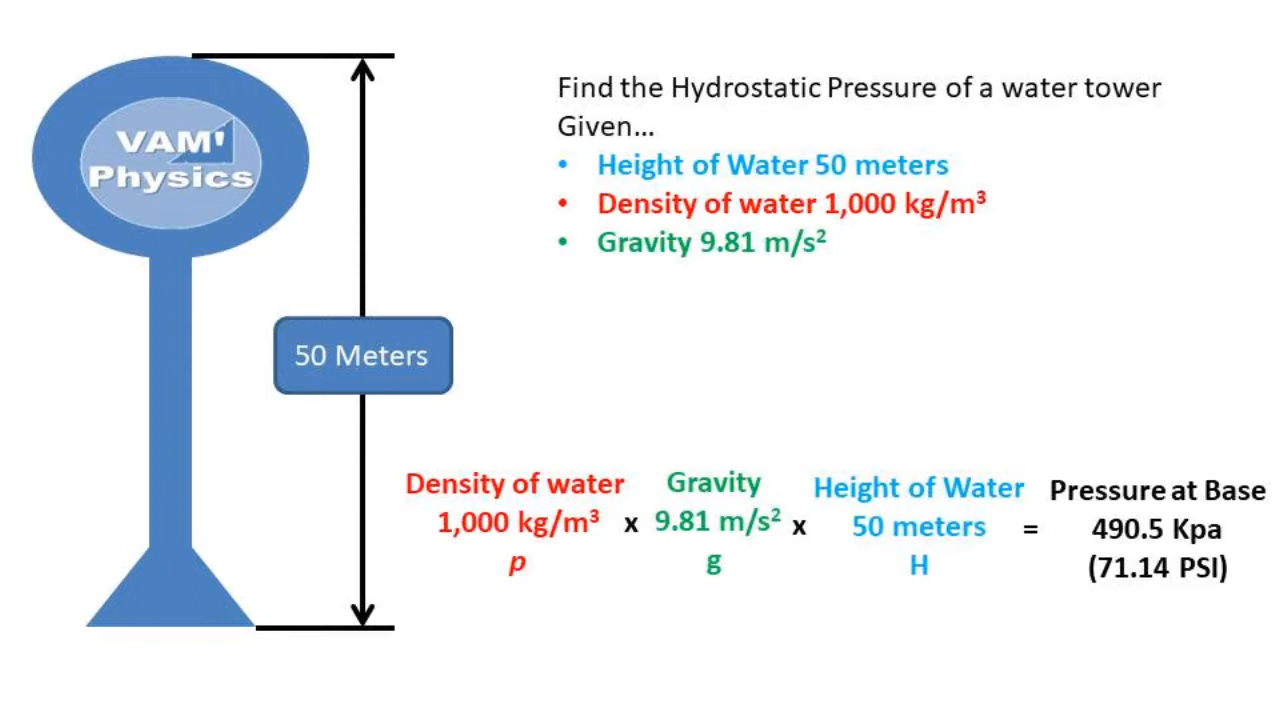 VAM'
Physics
50 Meters
Find the Hydrostatic Pressure of a water tower
Given...
• Height of Water 50 meters
• Density of water 1,000 kg/m³
• Gravity 9.81 m/s²
Density of water
1,000 kg/m³
p
x
Gravity
9.81 m/s²
g
x
Height of Water
50 meters
H
=
Pressure at Base
490.5 Kpa
(71.14 PSI)